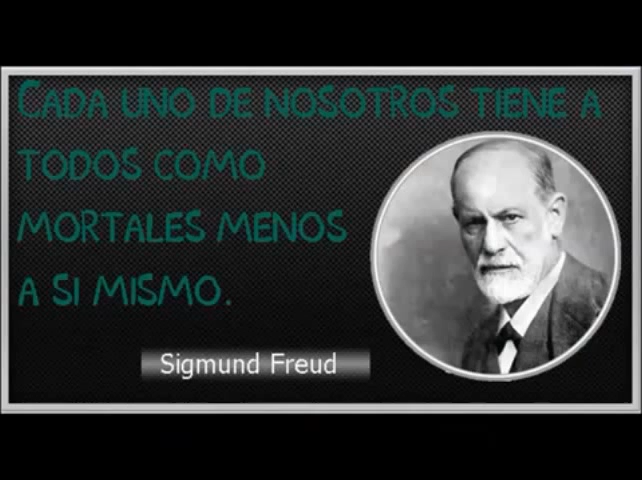 CADA UNO DE NOSOTROS TIENE A
TODOS COMO
MORTALES MENOS
A SI MISMO.
Sigmund Freud